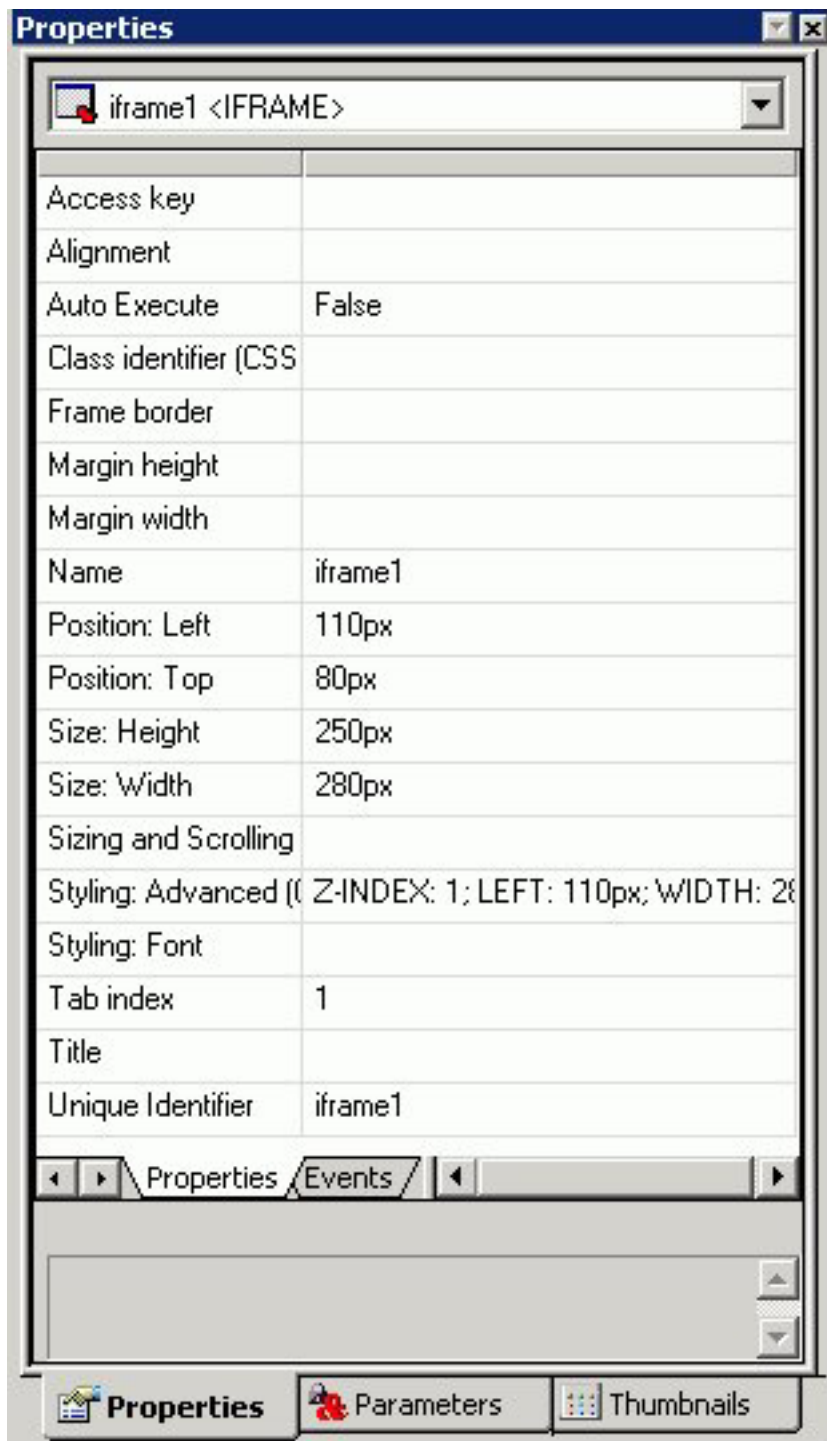 Properties
iframe1 <IFRAME>
Access key
Alignment
Auto Execute False
Class identifier (CSS
Frame border
Margin height
Margin width
Name iframe1
Position: Left 110px
Position: Top 80px
Size: Height 250px
Size: Width 280px
Sizing and Scrolling
Styling: Advanced (( Z-INDEX: 1; LEFT: 110px; WIDTH: 28
Styling: Font
Tab index 1
Title
Unique Identifier iframe1
Properties Events
Properties Parameters Thumbnails